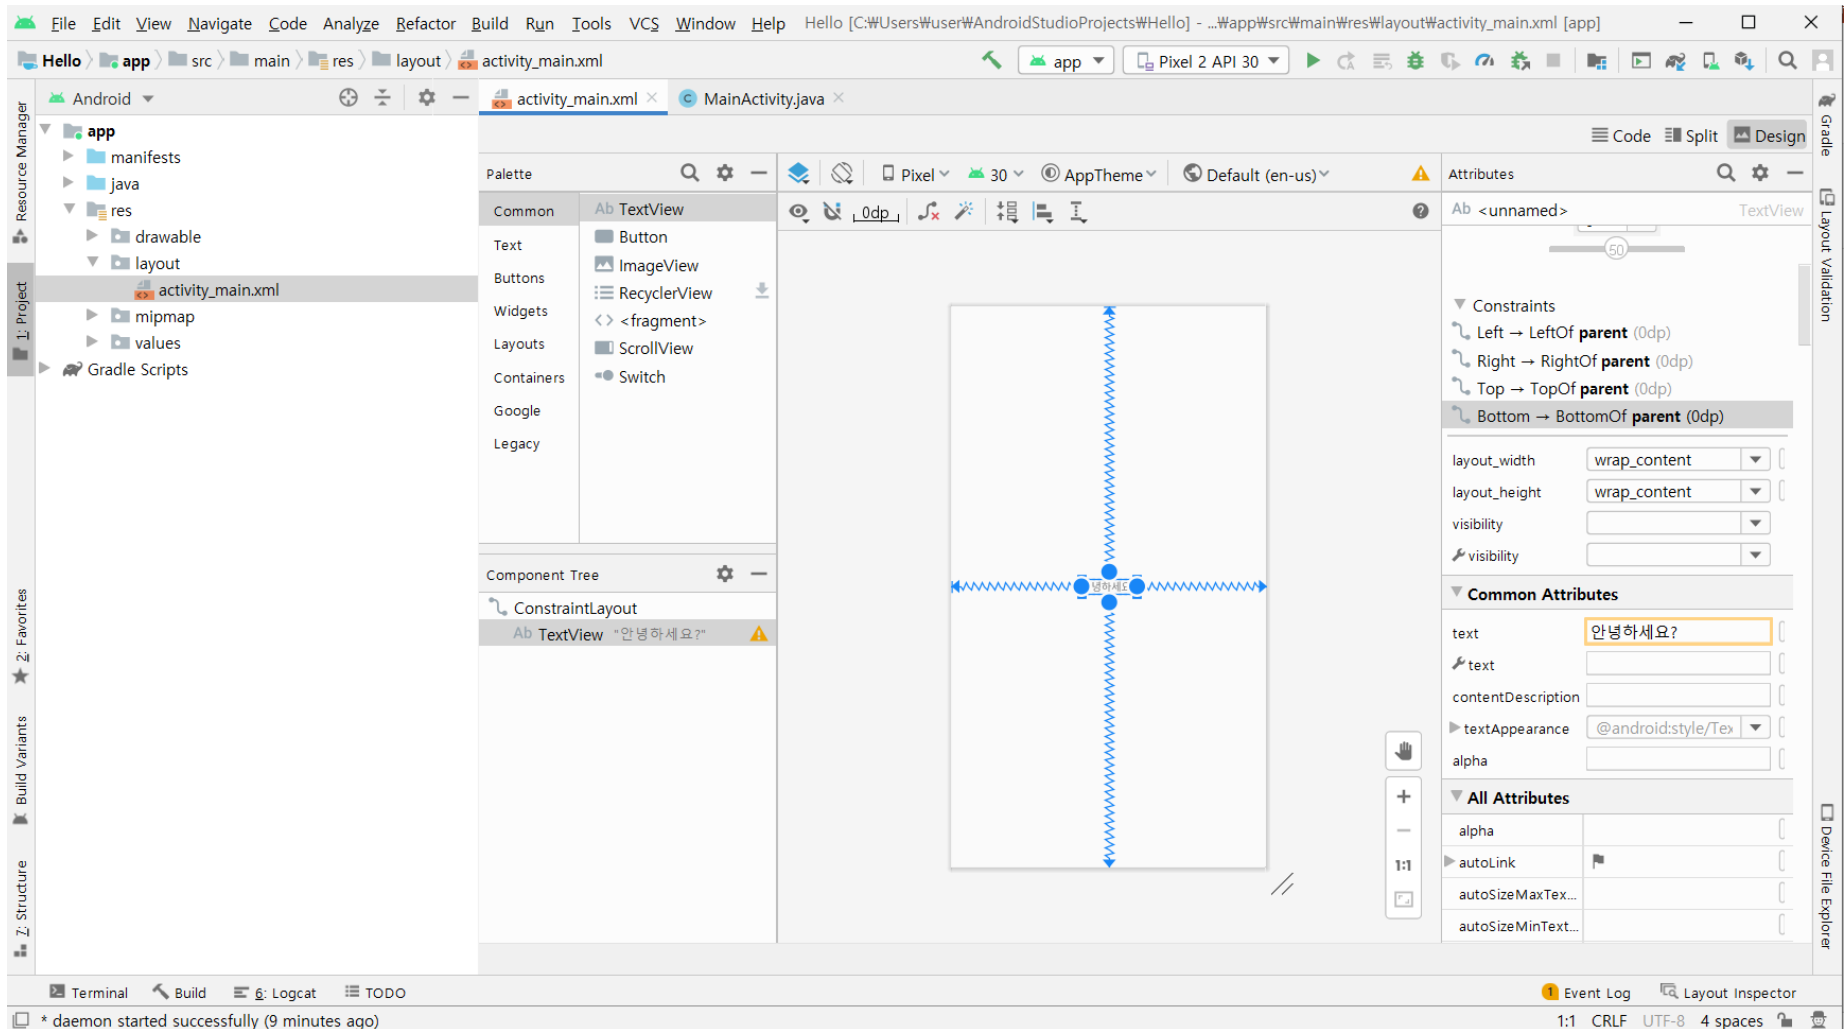 File Edit View Navigate Code Analyze Refactor Build Run Tools VCS Window Help Hello [C:₩Users₩user₩AndroidStudioProjects₩Hello] - ...₩app₩src₩main₩res₩layout₩activity_main.xml [app]
Hello app src main res layout activity_main.xml
app
Pixel 2 API 30
Android
activity_main.xml
MainActivity.java
Resource Manager
1: Project
2: Favorites
Build Variants
7: Structure
app
manifests
java
res
drawable
layout
activity_main.xml
mipmap
values
Gradle Scripts
Code Split Design
Palette
Common
Text
Buttons
Widgets
Layouts
Containers
Google
Legacy
Ab TextView
Button
ImageView
RecyclerView
<fragment>
ScrollView
Switch
Component Tree
ConstraintLayout
Ab TextView "안녕하세요?"
Pixel 30 AppTheme Default (en-us)
0dp
녕하세요
1:1
Attributes
Ab <unnamed> TextView
50
Constraints
Left → LeftOf parent (0dp)
Right → RightOf parent (0dp)
Top → TopOf parent (0dp)
Bottom → BottomOf parent (0dp)
layout_width wrap_content
layout_height wrap_content
visibility
visibility
Common Attributes
text 안녕하세요?
text
contentDescription
textAppearance @android:style/Tex
alpha
All Attributes
alpha
autoLink
autoSizeMaxTex...
autoSizeMinText...
Gradle
Layout Validation
Device File Explorer
Terminal Build 6: Logcat TODO
1 Event Log Layout Inspector
* daemon started successfully (9 minutes ago)
1:1 CRLF UTF-8 4 spaces